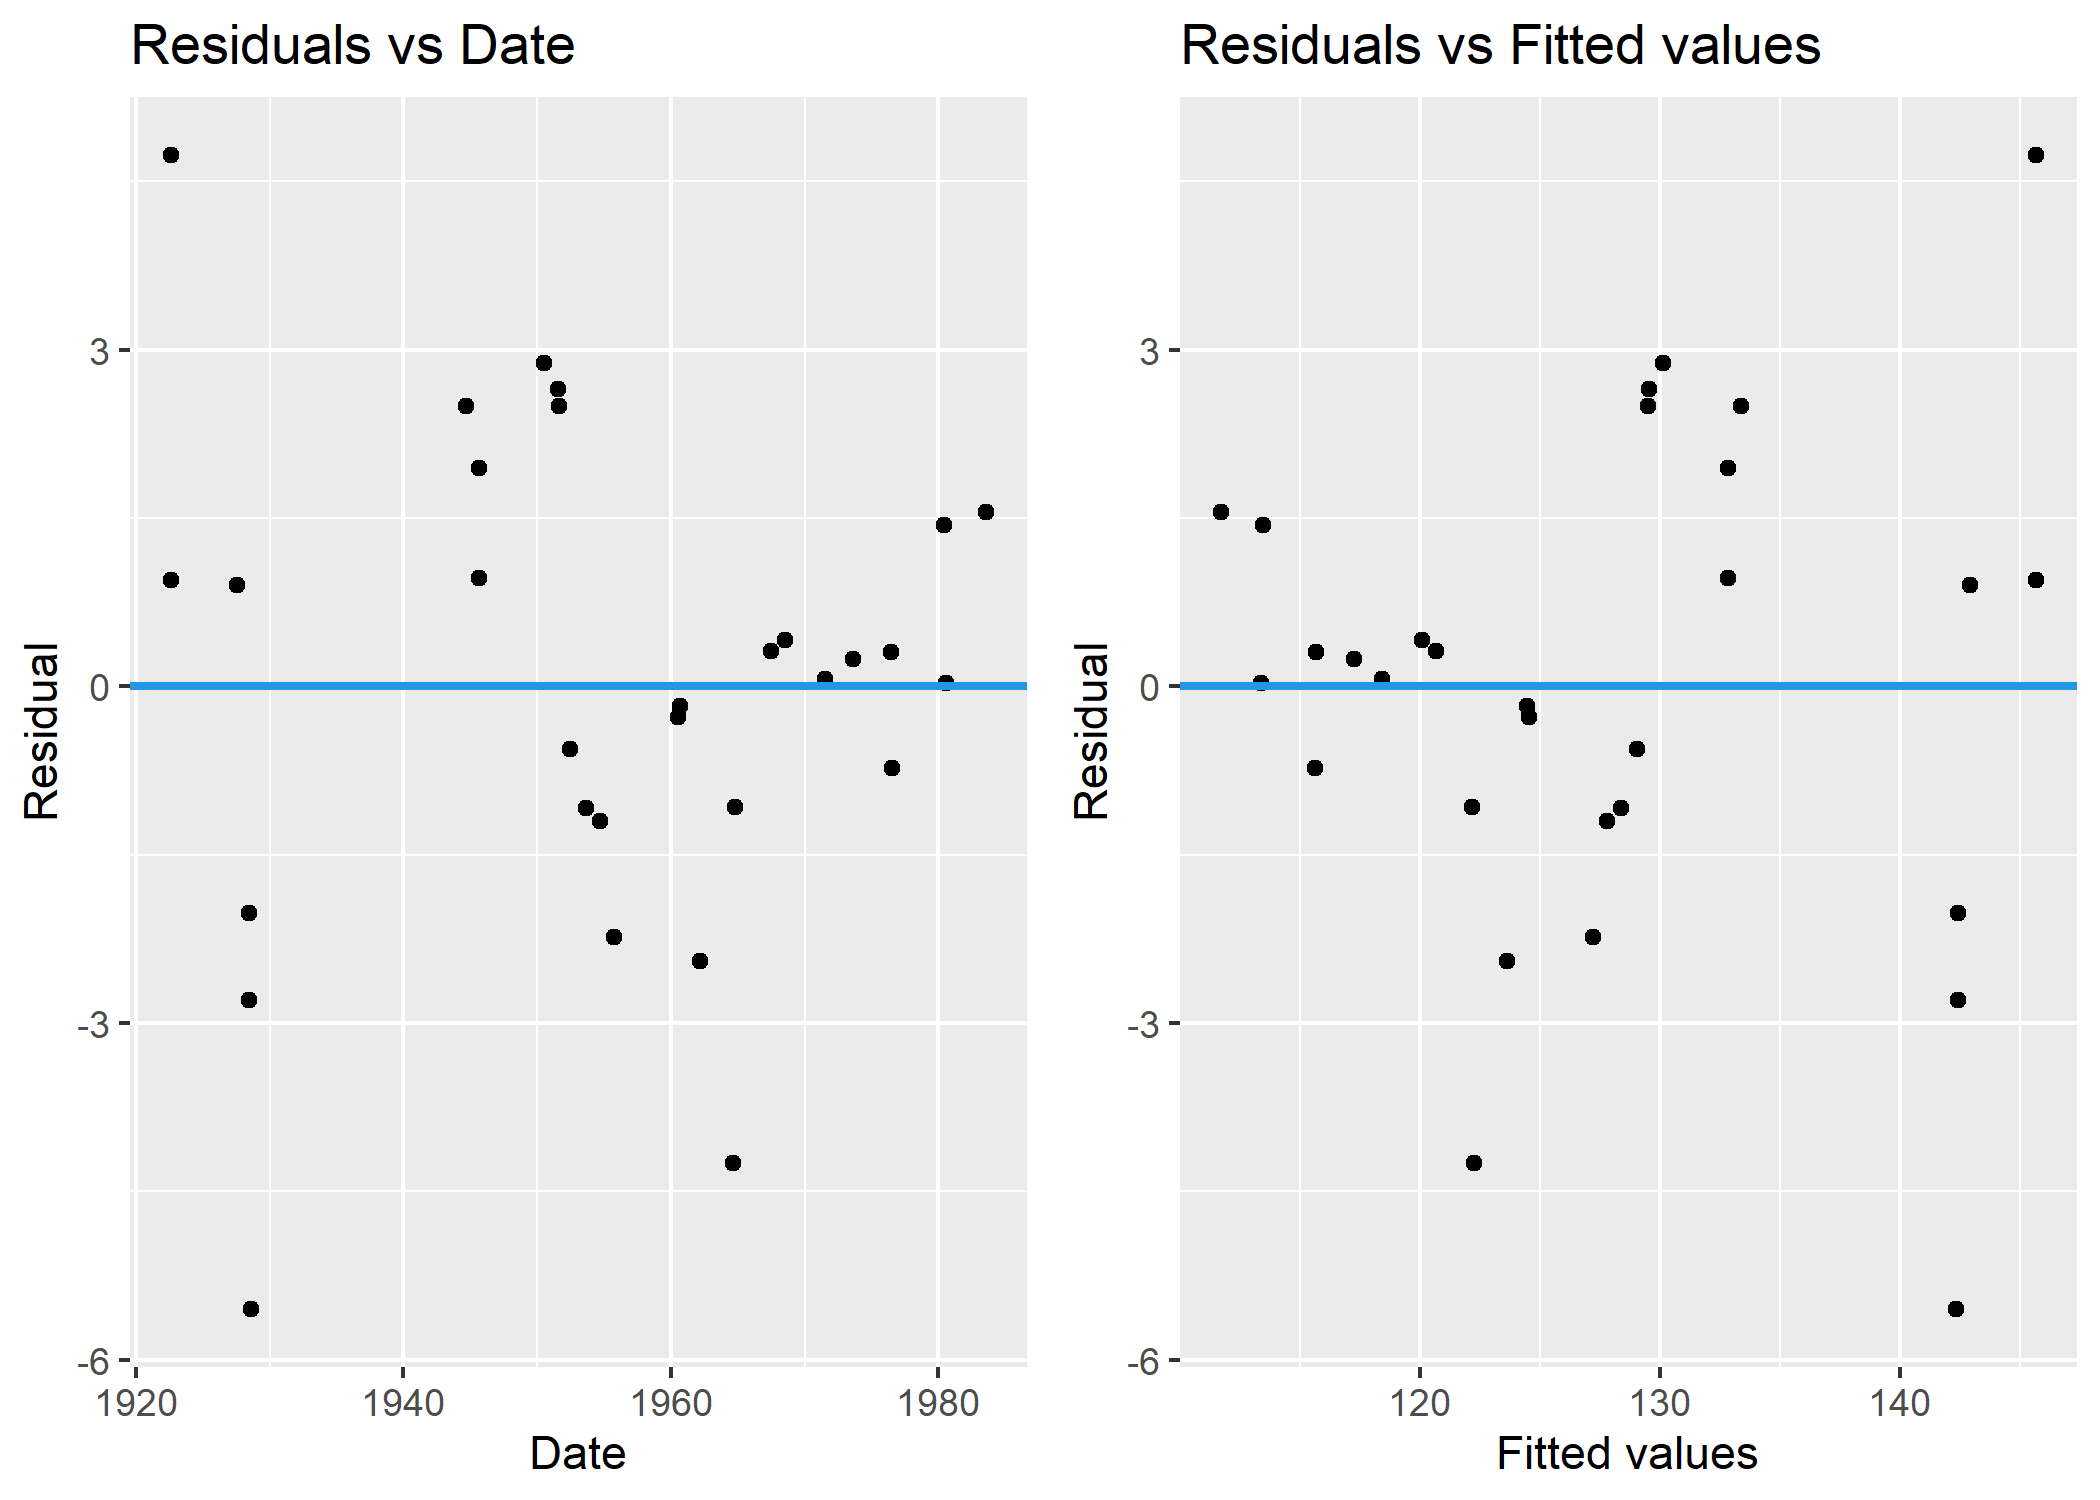 Residuals vs Date
Residual
3
0
-3
-6
1920 1940 1960 1980
Date
Residuals vs Fitted values
Residual
3
0
-3
-6
120 130 140
Fitted values